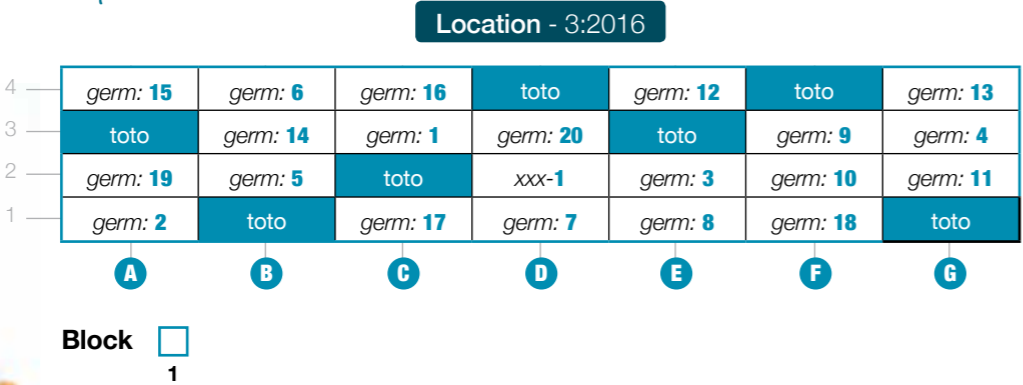 Location - 3:2016
4 germ: 15 germ: 6 germ: 16 toto germ: 12 toto germ: 13
3 toto germ: 14 germ: 1 germ: 20 toto germ: 9 germ: 4
2 germ: 19 germ: 5 toto xxx-1 germ: 3 germ: 10 germ: 11
1 germ: 2 toto germ: 17 germ: 7 germ: 8 germ: 18 toto
A B C D E F G
Block
1